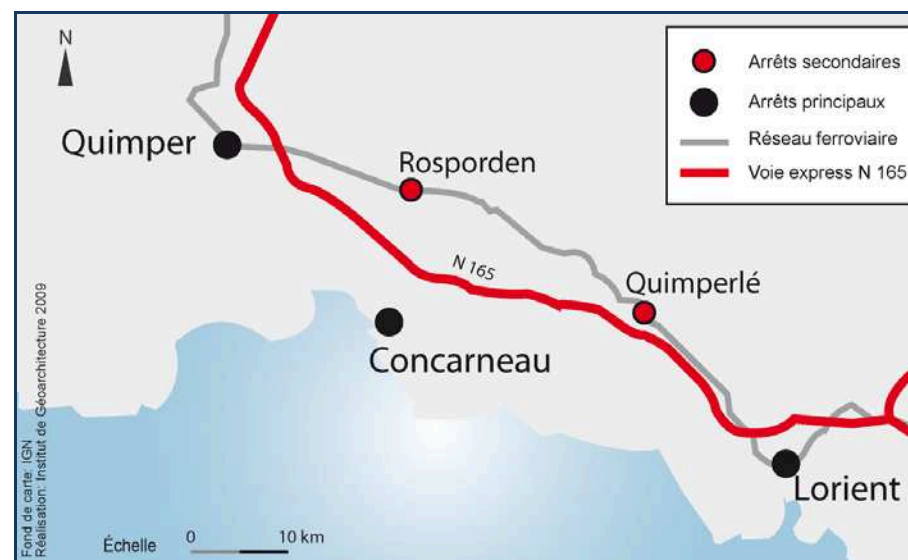 N
Quimper
Rosporden
N 165
Quimperlé
Concarneau
Lorient
Arrêts secondaires
Arrêts principaux
Réseau ferroviaire
Voie express N 165
Fond de carte: IGN
Réalisation: Institut de Géoarchitecture 2009
Échelle 0 10 km